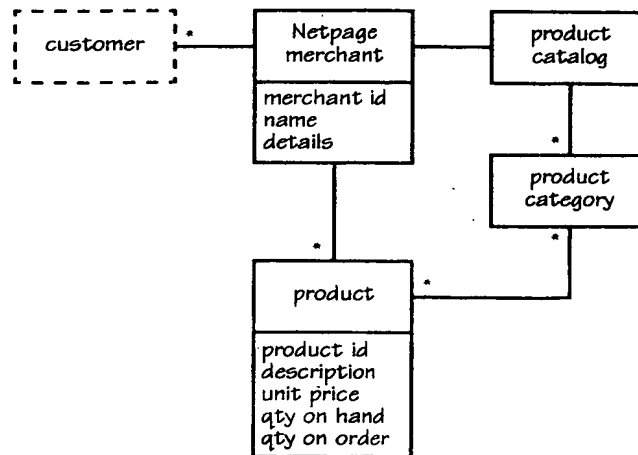 customer
*
Netpage
merchant
merchant id
name
details
product
catalog
*
product
category
*
*
product
*
product id
description
unit price
qty on hand
qty on order